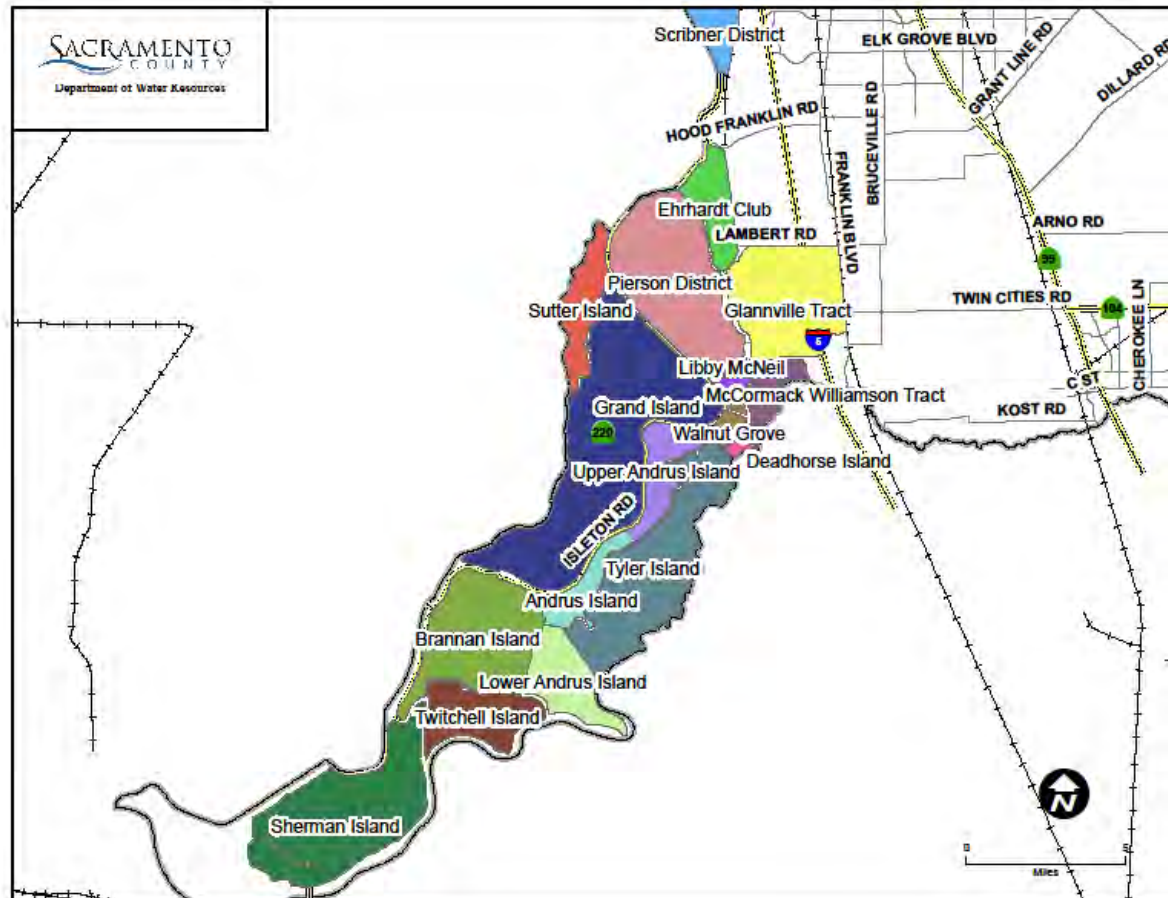 SACRAMENTO
COUNTY
Department of Water Resources
Scribner District
ELK GROVE BLVD
GRANT LINE RD
DILLARD RD
HOOD FRANKLIN RD
BRUCEVILLE RD
FRANKLIN BLVD
Ehrhardt Club
LAMBERT RD
ARNO RD
99
Pierson District
Sutter Island
Glannville Tract
TWIN CITIES RD
104
CHEROKEE LN
5
Libby McNeil
C ST
McCormack Williamson Tract
Grand Island
KOST RD
220
Walnut Grove
Deadhorse Island
Upper Andrus Island
ISLETON RD
Tyler Island
Andrus Island
Brannan Island
Lower Andrus Island
Twitchell Island
Sherman Island
N
0 5
Miles